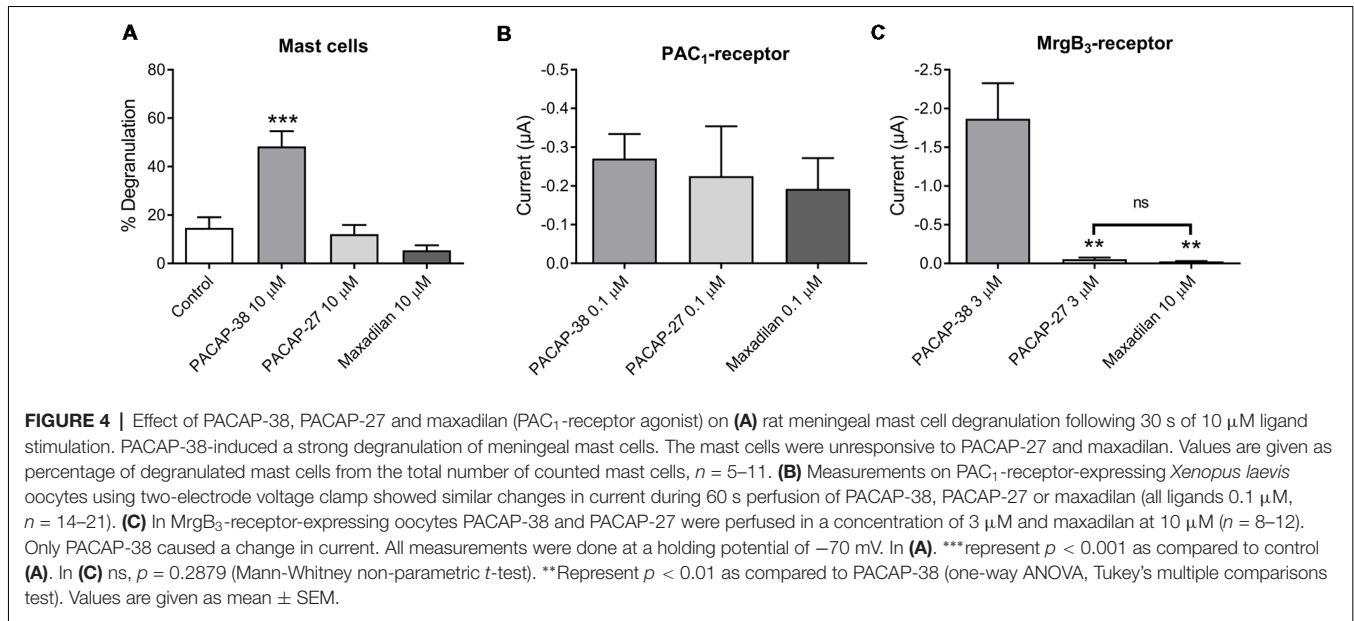 A
Mast cells
80
60
40
20
0
% Degranulation
***
Control
PACAP-38 10 μM
PACAP-27 10 μM
Maxadilan 10 μM
B
PAC₁-receptor
-0.5
-0.4
-0.3
-0.2
-0.1
0.0
Current (μA)
PACAP-38 0.1 μM
PACAP-27 0.1 μM
Maxadilan 0.1 μM
C
MrgB₃-receptor
-2.5
-2.0
-1.5
-1.0
-0.5
0.0
Current (μA)
ns
** **
PACAP-38 3 μM
PACAP-27 3 μM
Maxadilan 10 μM
FIGURE 4 | Effect of PACAP-38, PACAP-27 and maxadilan (PAC₁-receptor agonist) on (A) rat meningeal mast cell degranulation following 30 s of 10 μM ligand
stimulation. PACAP-38-induced a strong degranulation of meningeal mast cells. The mast cells were unresponsive to PACAP-27 and maxadilan. Values are given as
percentage of degranulated mast cells from the total number of counted mast cells, n = 5–11. (B) Measurements on PAC₁-receptor-expressing Xenopus laevis
oocytes using two-electrode voltage clamp showed similar changes in current during 60 s perfusion of PACAP-38, PACAP-27 or maxadilan (all ligands 0.1 μM,
n = 14–21). (C) In MrgB₃-receptor-expressing oocytes PACAP-38 and PACAP-27 were perfused in a concentration of 3 μM and maxadilan at 10 μM (n = 8–12).
Only PACAP-38 caused a change in current. All measurements were done at a holding potential of −70 mV. In (A). ***represent p < 0.001 as compared to control
(A). In (C) ns, p = 0.2879 (Mann-Whitney non-parametric t-test). **Represent p < 0.01 as compared to PACAP-38 (one-way ANOVA, Tukey's multiple comparisons
test). Values are given as mean ± SEM.